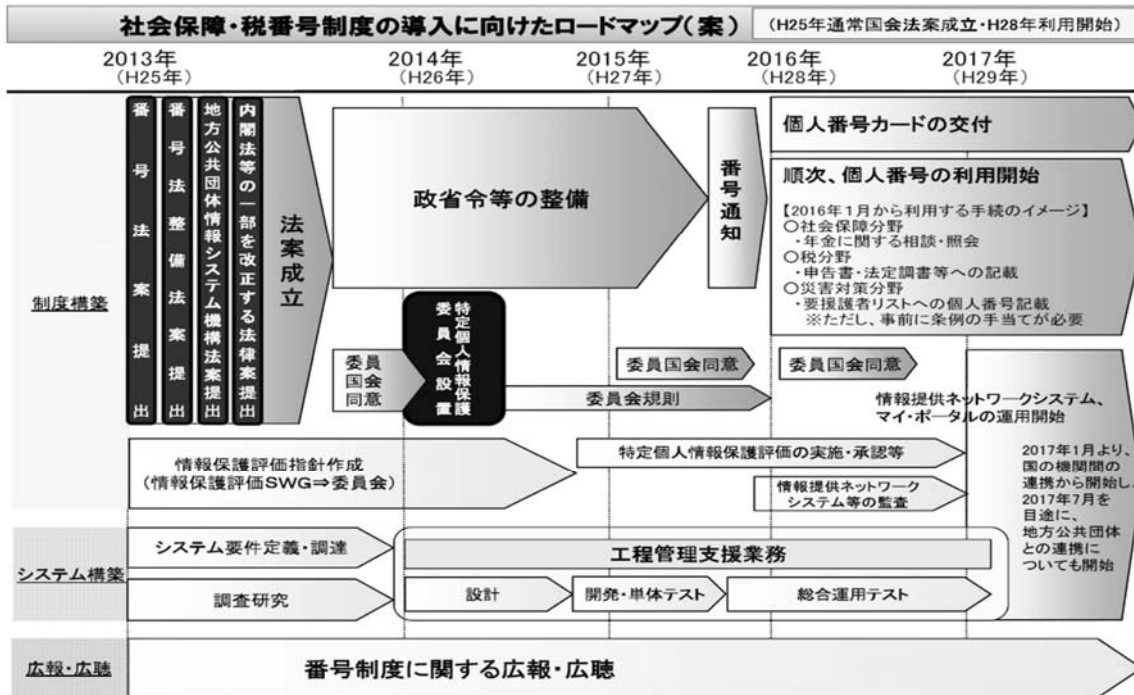 社会保障・税番号制度の導入に向けたロードマップ(案)
(H25年通常国会法案成立・H28年利用開始)
2013年
(H25年)
2014年
(H26年)
2015年
(H27年)
2016年
(H28年)
2017年
(H29年)
制度構築
番号法案提出
番号法整備法案提出
地方公共団体情報システム機構法案提出
内閣法等の一部を改正する法律案提出
法案成立
政省令等の整備
番号通知
個人番号カードの交付
順次、個人番号の利用開始
【2016年1月から利用する手続のイメージ】
○社会保障分野
・年金に関する相談・照会
○税分野
・申告書・法定調書等への記載
○災害対策分野
・要援護者リストへの個人番号記載
※ただし、事前に条例の手当てが必要
委員
国会
同意
特定個人情報保護
委員会設置
委員国会同意
委員国会同意
委員会規則
情報提供ネットワークシステム、
マイ・ポータルの運用開始
2017年1月より、
国の機関間の
連携から開始し、
2017年7月を
目途に、
地方公共団体
との連携に
ついても開始
情報保護評価指針作成
(情報保護評価SWG⇒委員会)
特定個人情報保護評価の実施・承認等
情報提供ネットワーク
システム等の監査
システム構築
システム要件定義・調達
調査研究
工程管理支援業務
設計
開発・単体テスト
総合運用テスト
広報・広聴
番号制度に関する広報・広聴